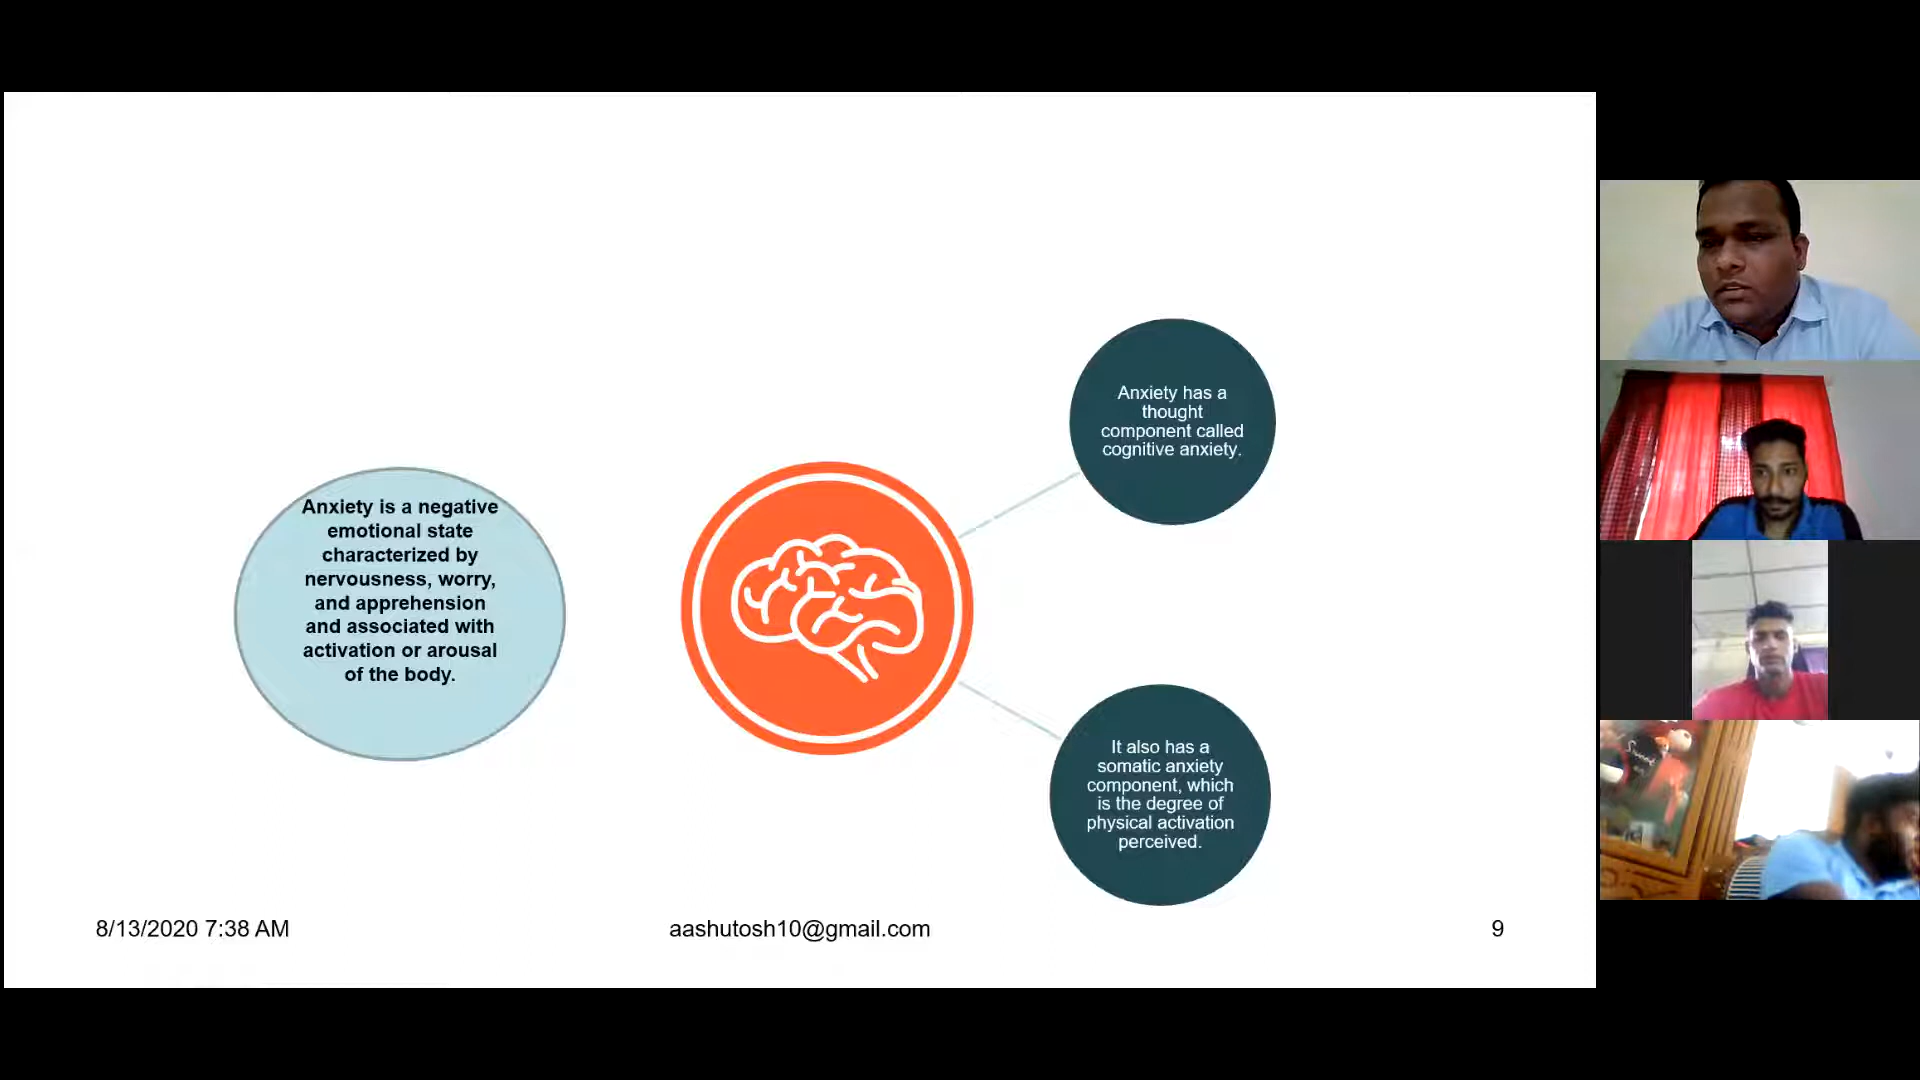 Anxiety is a negative
emotional state
characterized by
nervousness, worry,
and apprehension
and associated with
activation or arousal
of the body.
Anxiety has a
thought
component called
cognitive anxiety.
It also has a
somatic anxiety
component, which
is the degree of
physical activation
perceived.
8/13/2020 7:38 AM
aashutosh10@gmail.com
9